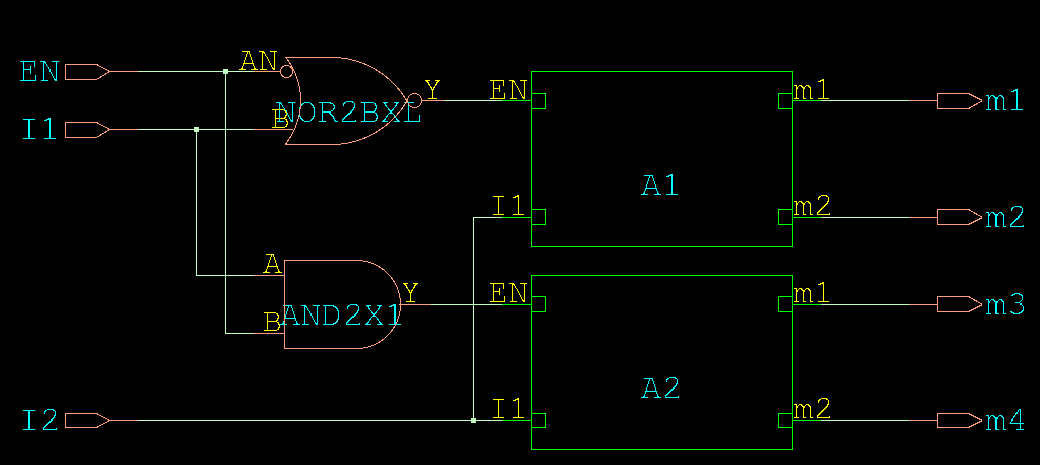 EN
AN
Y
EN
m1
m1
I1
B
NOR2BXL
A1
I1
m2
m2
A
Y
EN
m1
m3
B
AND2X1
A2
I2
I1
m2
m4